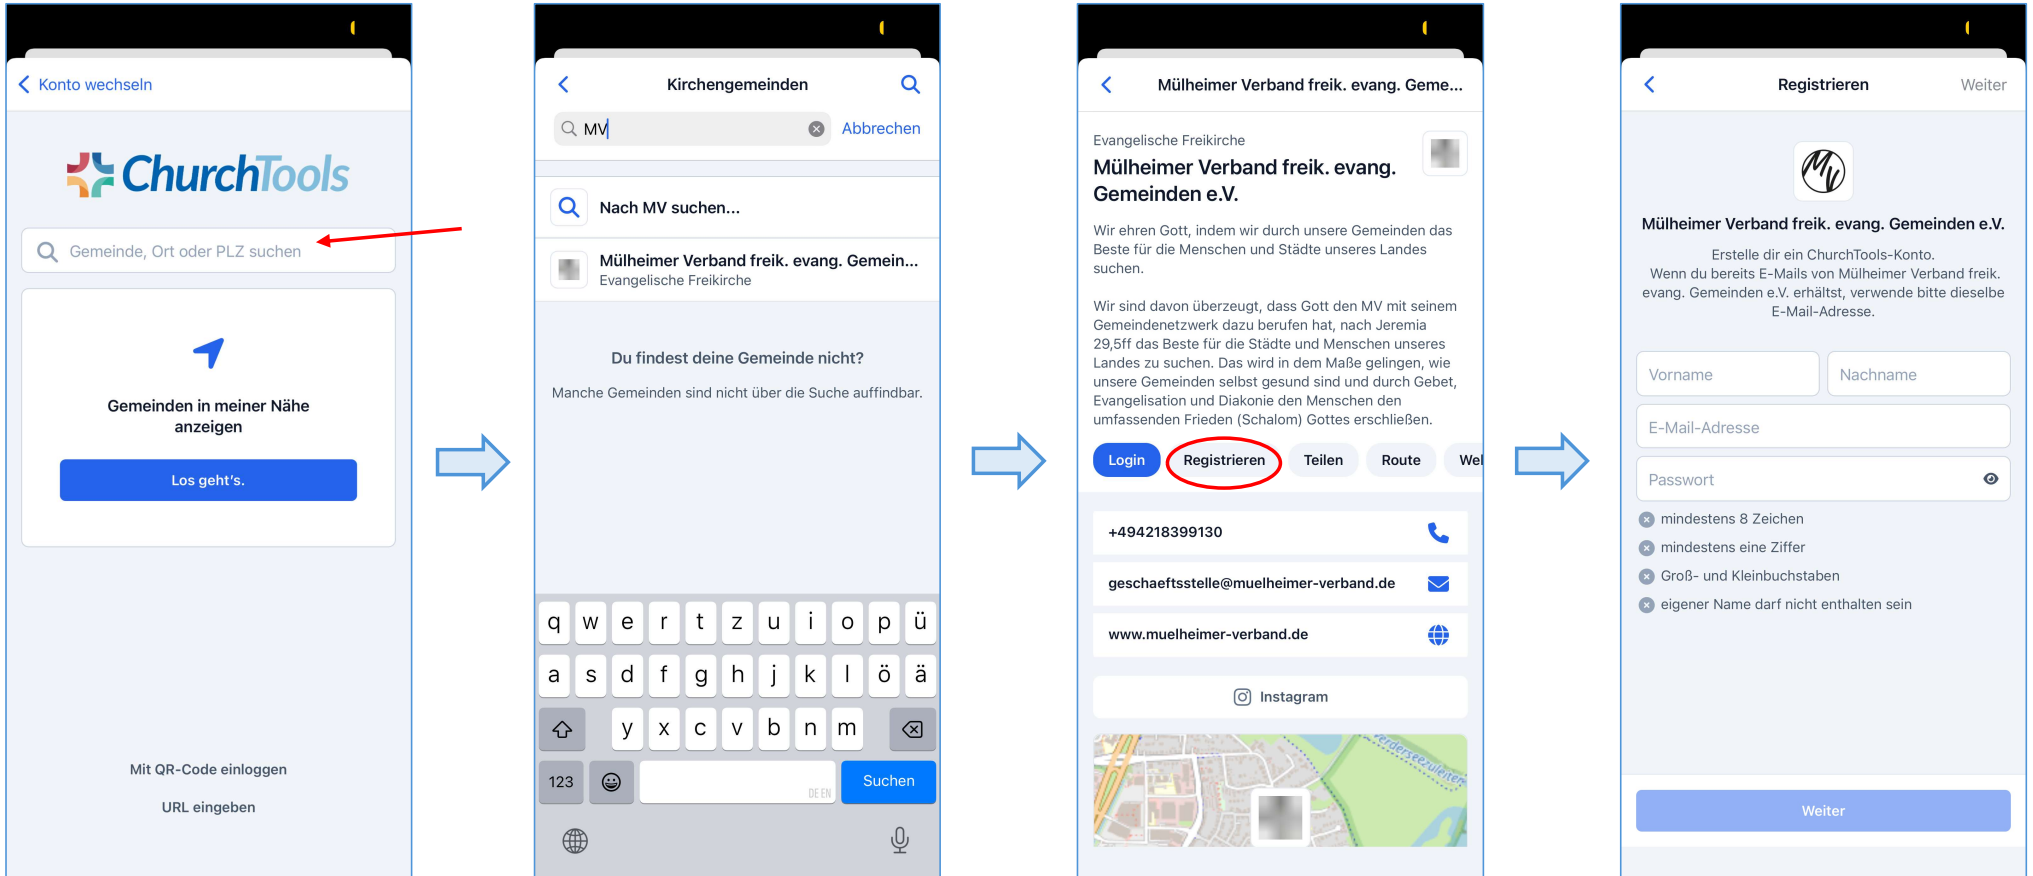 Konto wechseln
ChurchTools
Gemeinde, Ort oder PLZ suchen
Gemeinden in meiner Nähe
anzeigen
Los geht's.
Mit QR-Code einloggen
URL eingeben
Kirchengemeinden
MV
Abbrechen
Nach MV suchen...
Mülheimer Verband freik. evang. Gemein...
Evangelische Freikirche
Du findest deine Gemeinde nicht?
Manche Gemeinden sind nicht über die Suche auffindbar.
q w e r t z u i o p ü
a s d f g h j k l ö ä
y x c v b n m
123
DE EN
Suchen
Mülheimer Verband freik. evang. Geme...
Evangelische Freikirche
Mülheimer Verband freik. evang.
Gemeinden e.V.
Wir ehren Gott, indem wir durch unsere Gemeinden das
Beste für die Menschen und Städte unseres Landes
suchen.
Wir sind davon überzeugt, dass Gott den MV mit seinem
Gemeindenetzwerk dazu berufen hat, nach Jeremia
29,5ff das Beste für die Städte und Menschen unseres
Landes zu suchen. Das wird in dem Maße gelingen, wie
unsere Gemeinden selbst gesund sind und durch Gebet,
Evangelisation und Diakonie den Menschen den
umfassenden Frieden (Schalom) Gottes erschließen.
Login
Registrieren
Teilen
Route
Wel
+494218399130
geschaeftsstelle@muelheimer-verband.de
www.muelheimer-verband.de
Instagram
Werderseezuleiter
Registrieren
Weiter
MV
Mülheimer Verband freik. evang. Gemeinden e.V.
Erstelle dir ein ChurchTools-Konto.
Wenn du bereits E-Mails von Mülheimer Verband freik.
evang. Gemeinden e.V. erhältst, verwende bitte dieselbe
E-Mail-Adresse.
Vorname
Nachname
E-Mail-Adresse
Passwort
mindestens 8 Zeichen
mindestens eine Ziffer
Groß- und Kleinbuchstaben
eigener Name darf nicht enthalten sein
Weiter